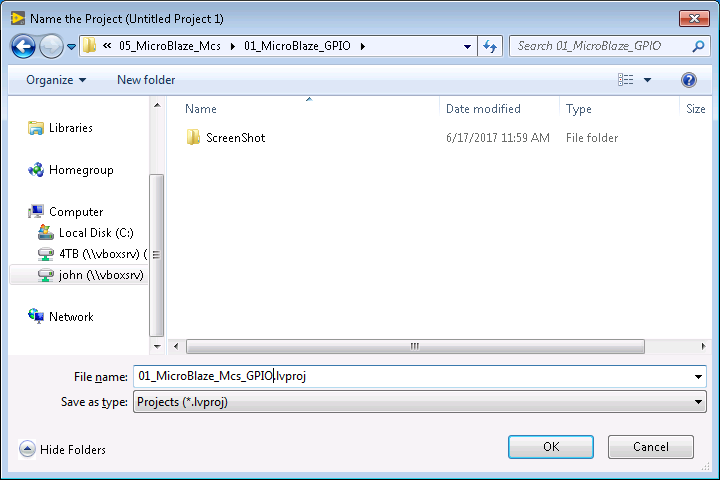 Name the Project (Untitled Project 1)
« 05_MicroBlaze_Mcs 01_MicroBlaze_GPIO Search 01_MicroBlaze_GPIO
Organize New folder
Name Date modified Type Size
Libraries
ScreenShot 6/17/2017 11:59 AM File folder
Homegroup
Computer
Local Disk (C:)
4TB (\\vboxsrv) (
john (\\vboxsrv)
Network
File name: 01_MicroBlaze_Mcs_GPIO.lvproj
Save as type: Projects (*.lvproj)
Hide Folders OK Cancel